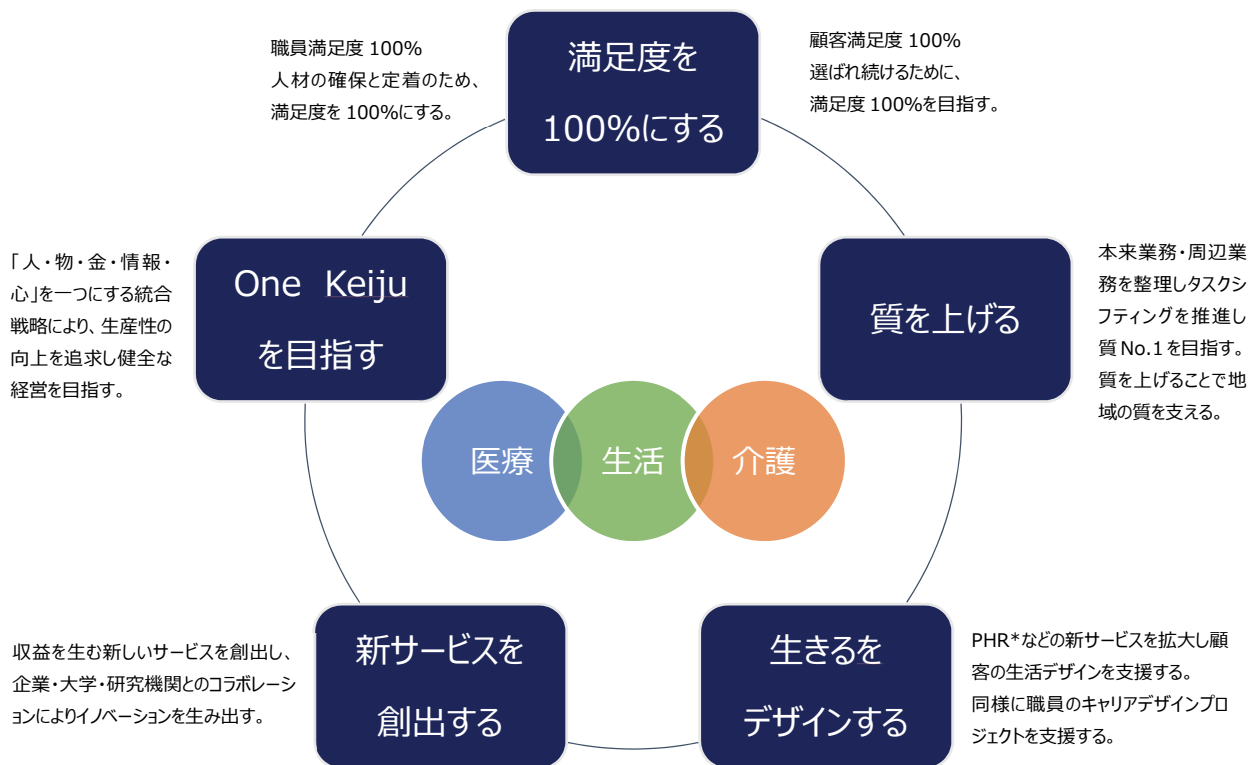 職員満足度 100%
人材の確保と定着のため、
満足度を 100%にする。
満足度を
100%にする
顧客満足度 100%
選ばれ続けるために、
満足度 100%を目指す。
「人・物・金・情報・
心」を一つにする統合
戦略により、生産性の
向上を追求し健全な
経営を目指す。
One Keiju
を目指す
質を上げる
本来業務・周辺業
務を整理しタスクシ
フティングを推進し
質 No.1 を目指す。
質を上げることで地
域の質を支える。
医療
生活
介護
収益を生む新しいサービスを創出し、
企業・大学・研究機関とのコラボレーシ
ョンによりイノベーションを生み出す。
新サービスを
創出する
生きるを
デザインする
PHR*などの新サービスを拡大し顧
客の生活デザインを支援する。
同様に職員のキャリアデザインプロ
ジェクトを支援する。